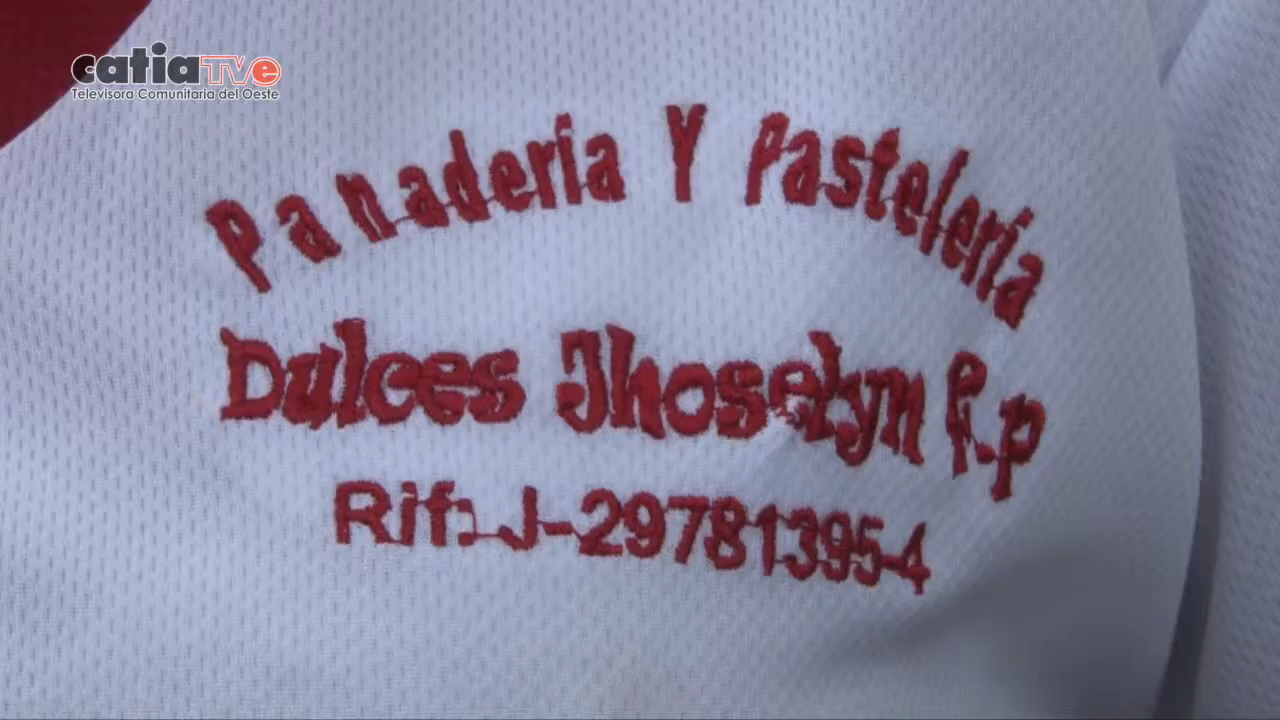 catiaTVe
Televisora Comunitaria del Oeste
Panadería Y Pastelería
Dulces Jhoselyn F.p
Rif: J-29781395-4